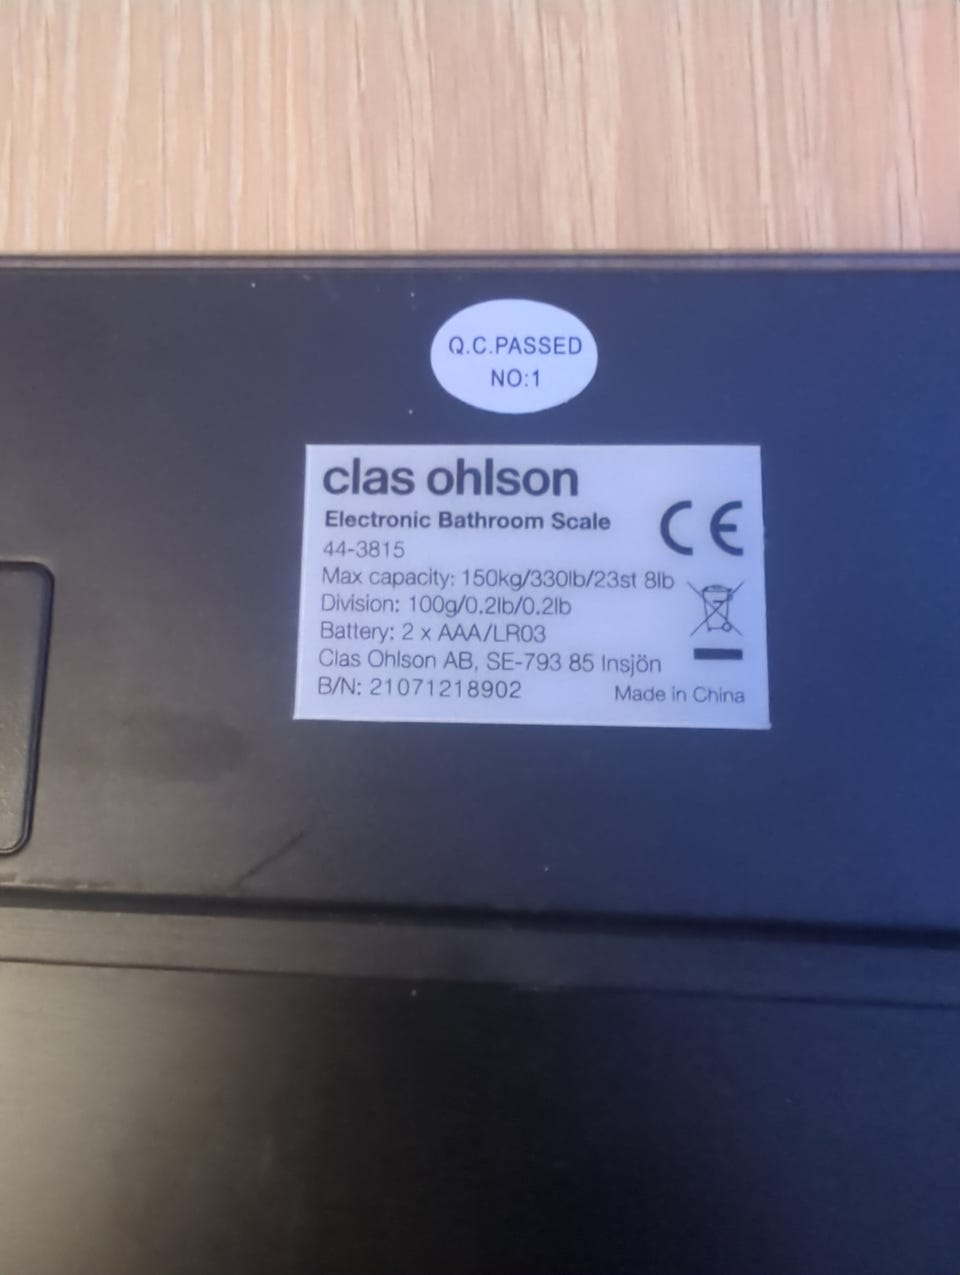 Q.C.PASSED
NO:1
clas ohlson
Electronic Bathroom Scale
44-3815
Max capacity: 150kg/330lb/23st 8lb
Division: 100g/0.2lb/0.2lb
Battery: 2 x AAA/LR03
Clas Ohlson AB, SE-793 85 Insjön
B/N: 21071218902
Made in China
CE